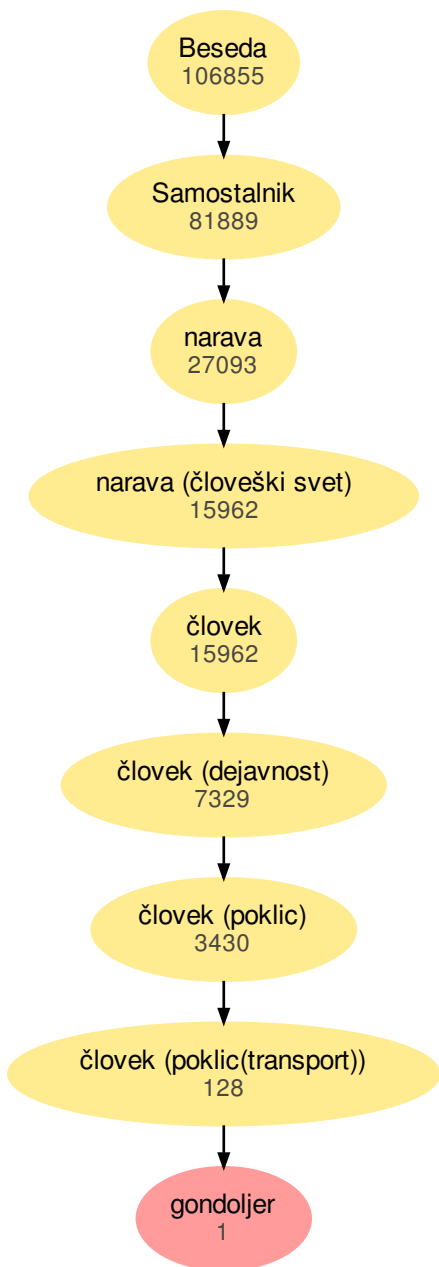 Beseda
106855
Samostalnik
81889
narava
27093
narava (človeški svet)
15962
človek
15962
človek (dejavnost)
7329
človek (poklic)
3430
človek (poklic(transport))
128
gondoljer
1